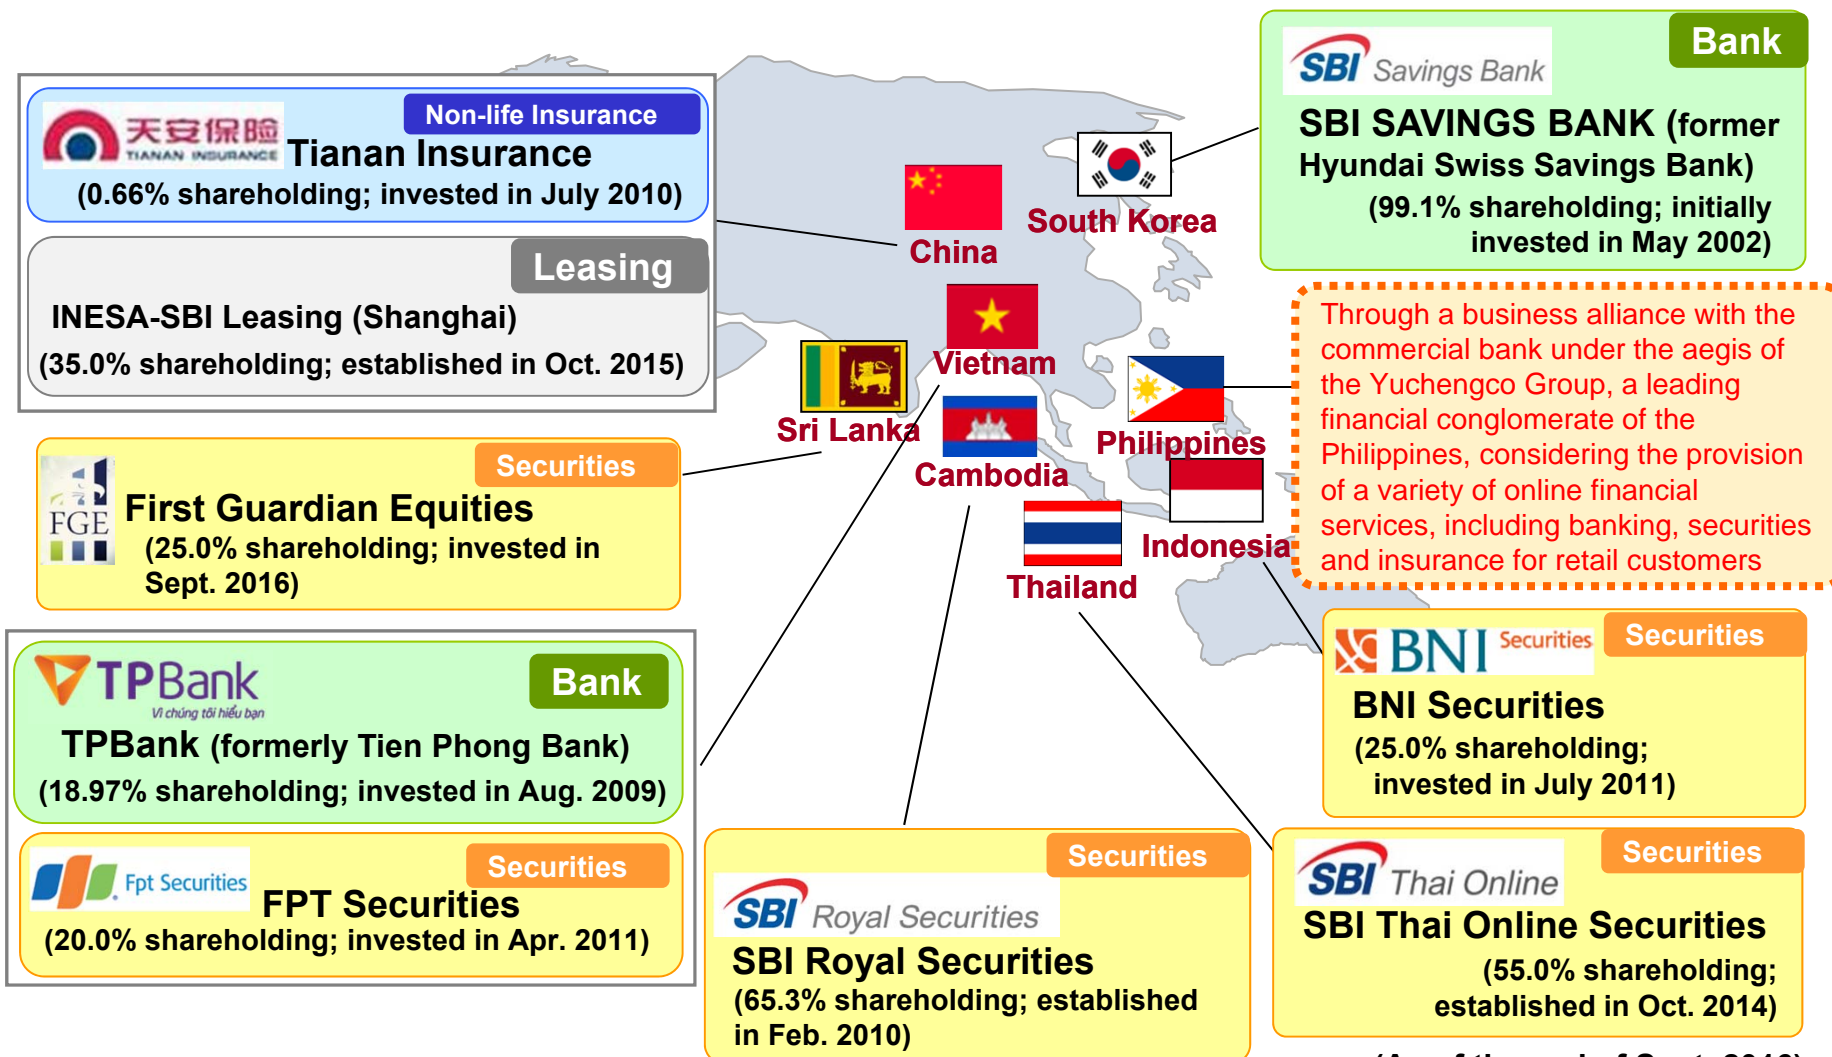 Non-life Insurance
天安保险
TIANAN INSURANCE
Tianan Insurance
(0.66% shareholding; invested in July 2010)
Leasing
INESA-SBI Leasing (Shanghai)
(35.0% shareholding; established in Oct. 2015)
Securities
FGE
First Guardian Equities
(25.0% shareholding; invested in
Sept. 2016)
TPBank
Vì chúng tôi hiểu bạn
Bank
TPBank (formerly Tien Phong Bank)
(18.97% shareholding; invested in Aug. 2009)
Fpt Securities
Securities
FPT Securities
(20.0% shareholding; invested in Apr. 2011)
China
South Korea
Vietnam
Sri Lanka
Cambodia
Philippines
Indonesia
Thailand
SBI Savings Bank
Bank
SBI SAVINGS BANK (former
Hyundai Swiss Savings Bank)
(99.1% shareholding; initially
invested in May 2002)
Through a business alliance with the
commercial bank under the aegis of
the Yuchengco Group, a leading
financial conglomerate of the
Philippines, considering the provision
of a variety of online financial
services, including banking, securities
and insurance for retail customers
BNI Securities
Securities
BNI Securities
(25.0% shareholding;
invested in July 2011)
Securities
SBI Royal Securities
SBI Royal Securities
(65.3% shareholding; established
in Feb. 2010)
SBI Thai Online
Securities
SBI Thai Online Securities
(55.0% shareholding;
established in Oct. 2014)
(As of the end of Sept. 2016)